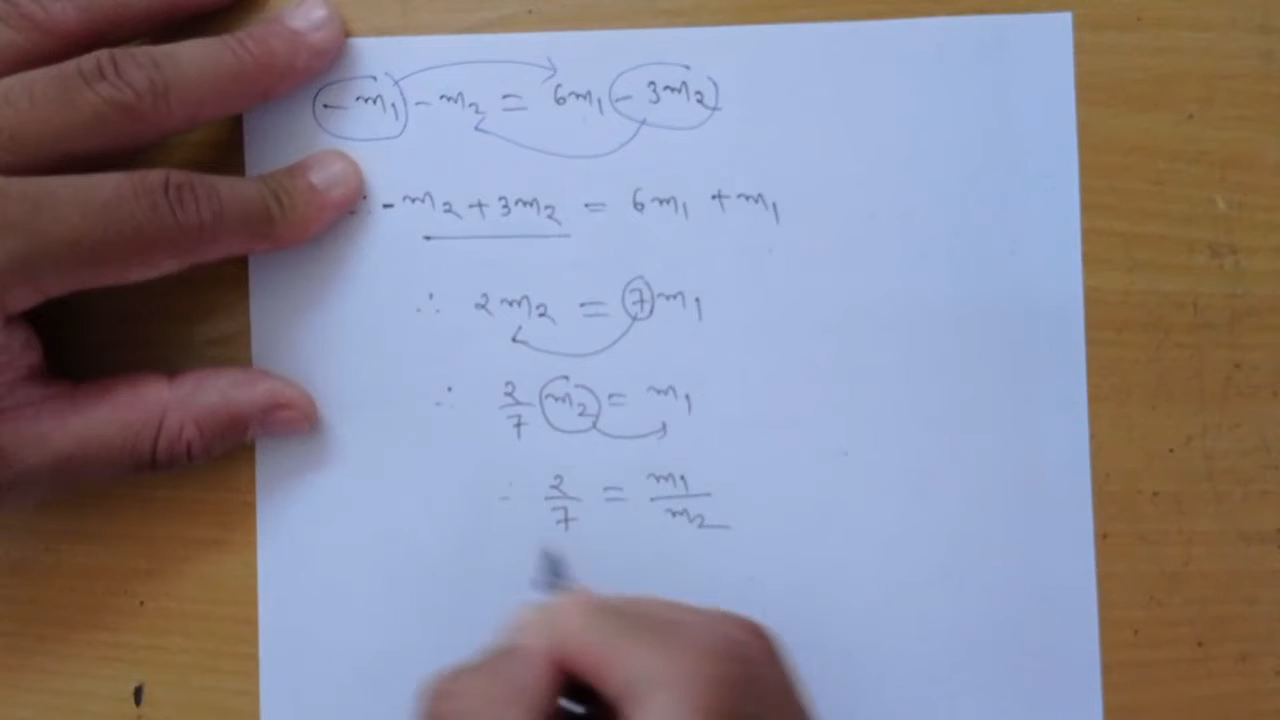 -m₁ - m₂ = 6m₁ - 3m₂
∴ -m₂ + 3m₂ = 6m₁ + m₁
∴ 2m₂ = 7m₁
∴ 2/7 m₂ = m₁
∴ 2/7 = m₁/m₂